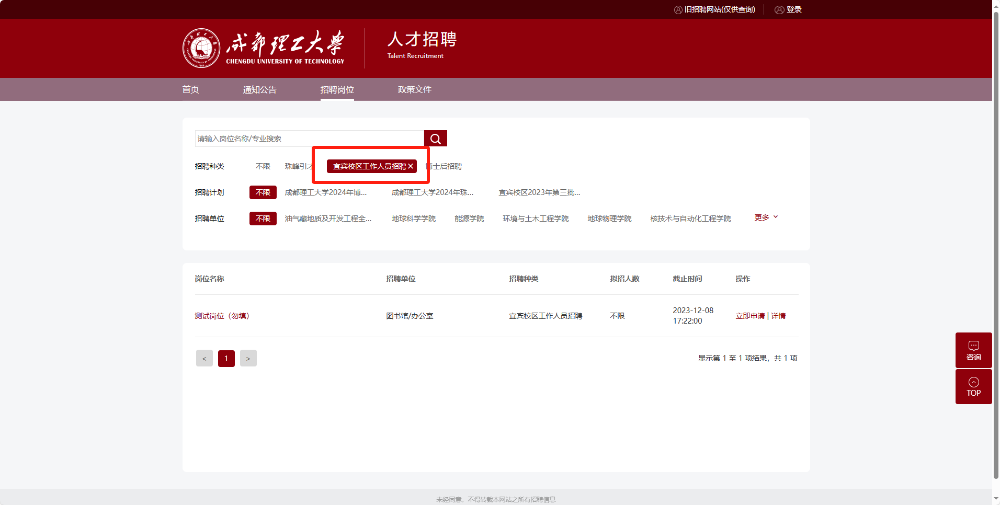 旧招聘网站(仅供查询) 登录
成都理工大学
CHENGDU UNIVERSITY OF TECHNOLOGY
人才招聘
Talent Recruitment
首页 通知公告 招聘岗位 政策文件
请输入岗位名称/专业搜索
招聘种类 不限 珠峰引才 宜宾校区工作人员招聘× 博士后招聘
招聘计划 不限 成都理工大学2024年博... 成都理工大学2024年珠... 宜宾校区2023年第三批...
招聘单位 不限 油气藏地质及开发工程全... 地球科学学院 能源学院 环境与土木工程学院 地球物理学院 核技术与自动化工程学院 更多
岗位名称 招聘单位 招聘种类 拟招人数 截止时间 操作
测试岗位（勿填） 图书馆/办公室 宜宾校区工作人员招聘 不限 2023-12-08 17:22:00 立即申请 | 详情
< 1 > 显示第 1 至 1 项结果，共 1 项
咨询
TOP
未经同意，不得转载本网站之所有招聘信息